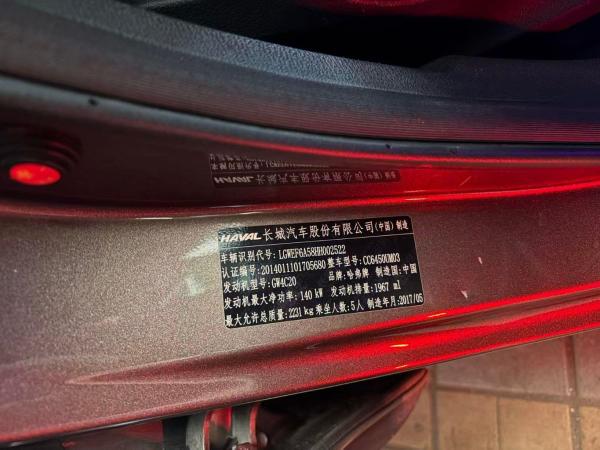 HAVAL 长城汽车股份有限公司(中国) 制造
车辆识别代号: LGWEF6A58HH002522
认证编号: 2014011101705680 整车型号: CC6450UM03
发动机型号: GW4C20 品牌: 哈弗牌 制造国: 中国
发动机最大净功率: 140 kW 发动机排量: 1967 ml
最大允许总质量: 2231 kg 乘坐人数: 5人 制造年月: 2017/05